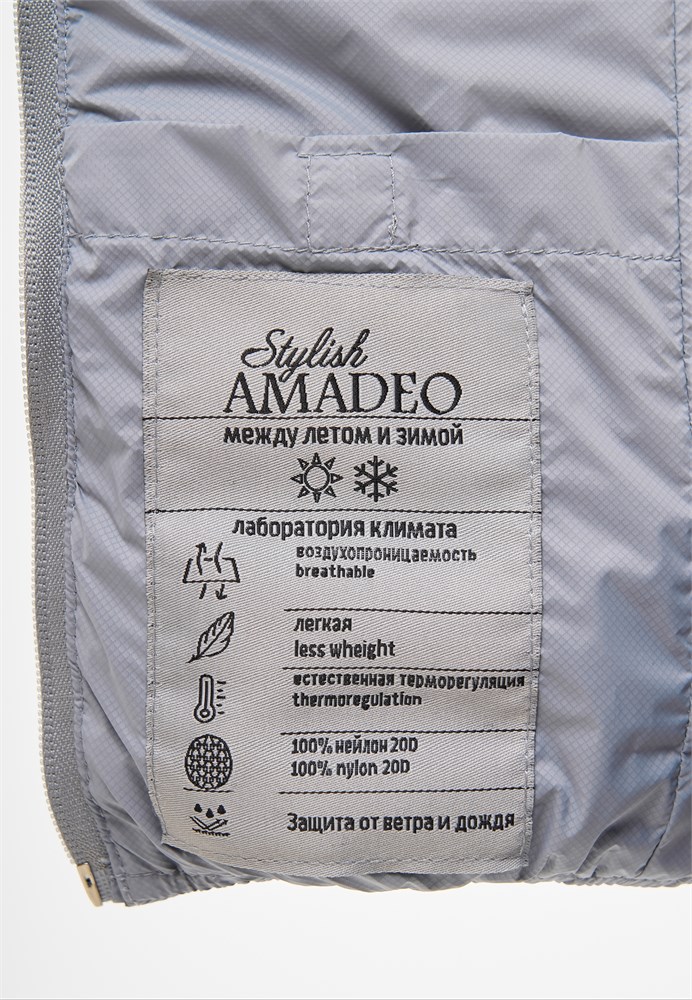 Stylish
AMADEO
между летом и зимой
лаборатория климата
воздухопроницаемость
breathable
легкая
less wheight
естественная терморегуляция
thermoregulation
100% нейлон 20D
100% nylon 20D
Защита от ветра и дождя